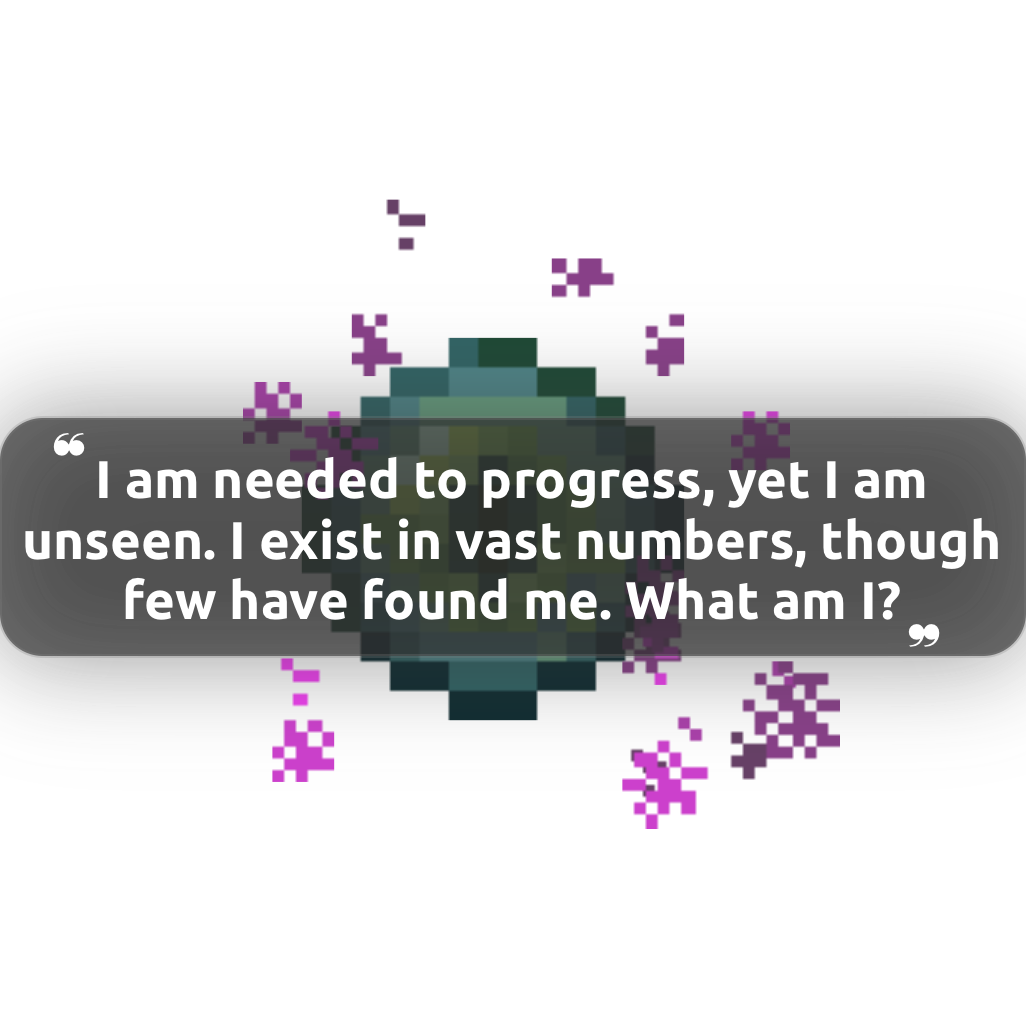 ❝
I am needed to progress, yet I am
unseen. I exist in vast numbers, though
few have found me. What am I?
❞